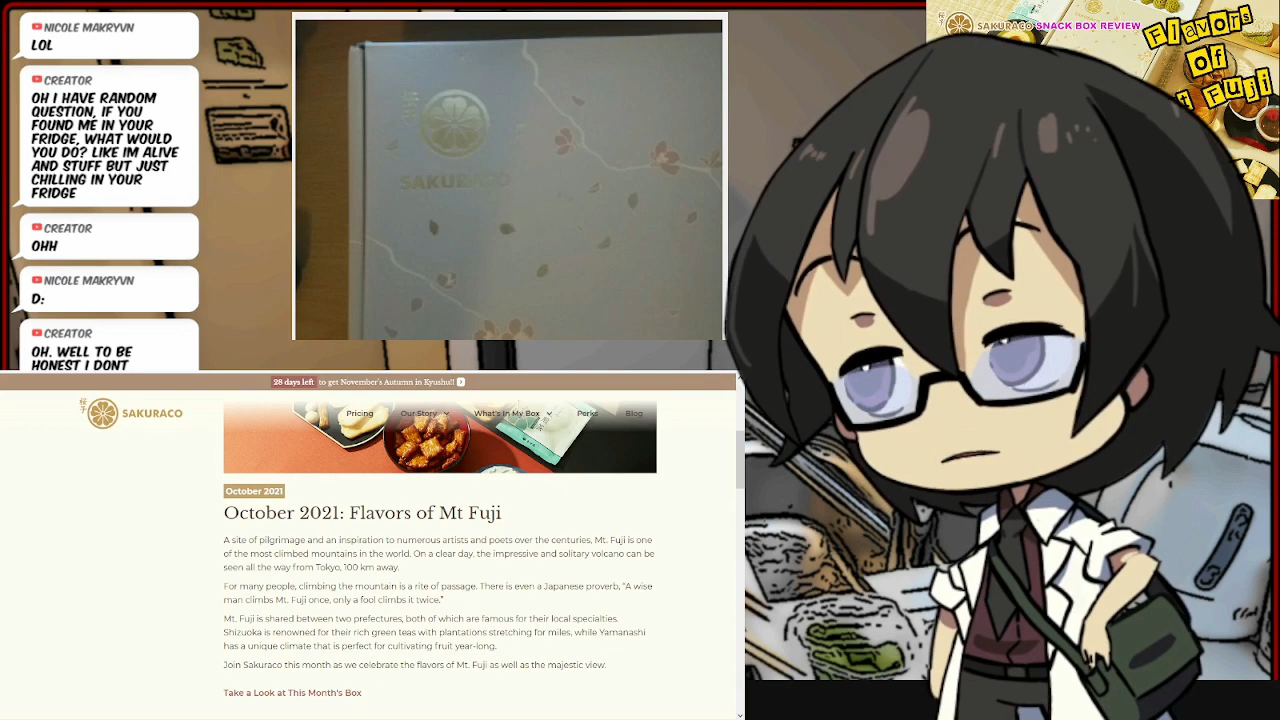 NICOLE MAKRYVN
LOL
CREATOR
OH I HAVE RANDOM
QUESTION, IF YOU
FOUND ME IN YOUR
FRIDGE, WHAT WOULD
YOU DO? LIKE IM ALIVE
AND STUFF BUT JUST
CHILLING IN YOUR
FRIDGE
CREATOR
OHH
NICOLE MAKRYVN
D:
CREATOR
OH. WELL TO BE
HONEST I DONT
SAKURACO
SAKURACO SNACK BOX REVIEW
Flavors
Of
Fuji
28 days left to get November's Autumn in Kyushu!!
桜子 SAKURACO
Pricing Our Story What's In My Box Perks Blog
October 2021
October 2021: Flavors of Mt Fuji
A site of pilgrimage and an inspiration to numerous artists and poets over the centuries, Mt. Fuji is one
of the most climbed mountains in the world. On a clear day, the impressive and solitary volcano can be
seen all the way from Tokyo, 100 km away.
For many people, climbing the mountain is a rite of passage. There is even a Japanese proverb, "A wise
man climbs Mt. Fuji once, only a fool climbs it twice."
Mt. Fuji is shared between two prefectures, both of which are famous for their local specialties.
Shizuoka is renowned for their rich green teas with plantations stretching for miles, while Yamanashi
has a unique climate that is perfect for cultivating fruit year-long.
Join Sakuraco this month as we celebrate the flavors of Mt. Fuji as well as the majestic view.
Take a Look at This Month's Box